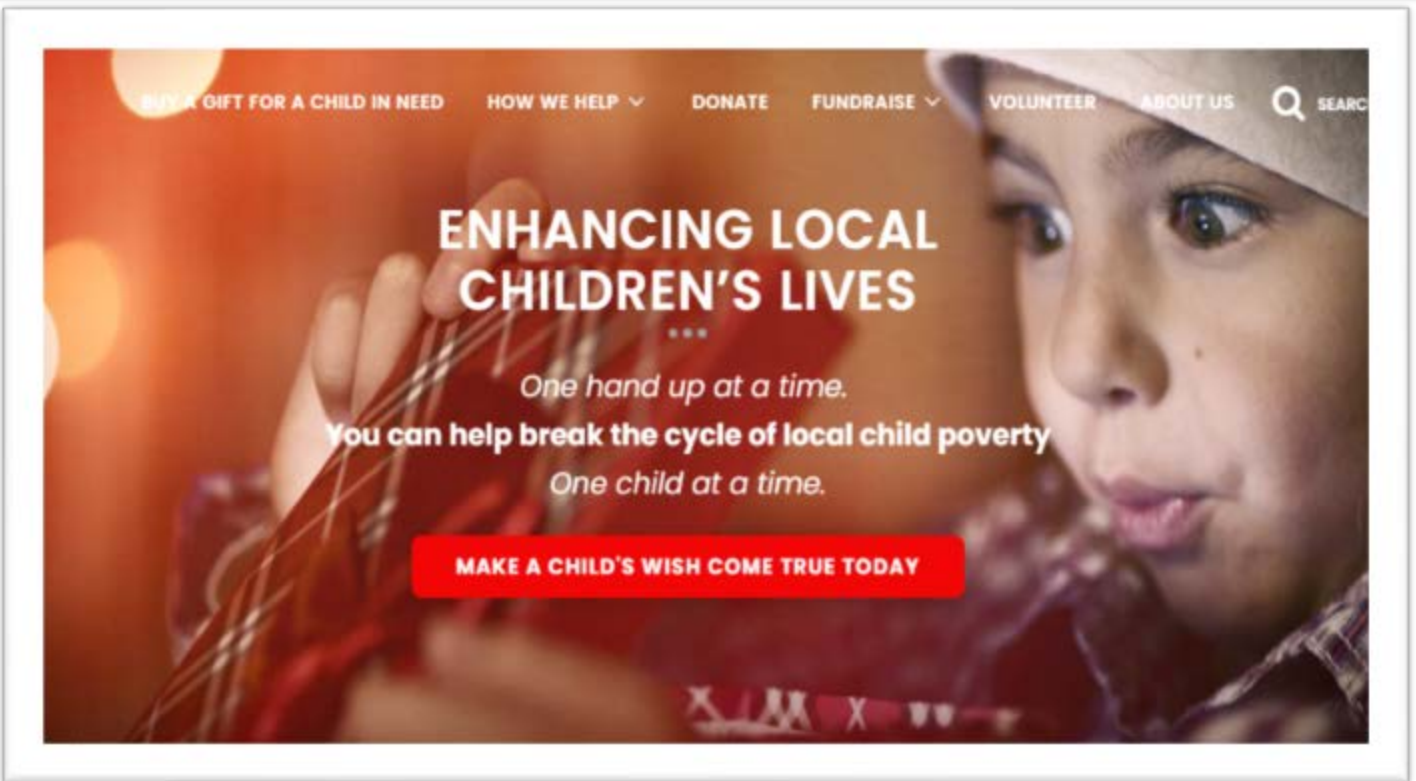 BUY A GIFT FOR A CHILD IN NEED HOW WE HELP DONATE FUNDRAISE VOLUNTEER ABOUT US SEARC
ENHANCING LOCAL
CHILDREN'S LIVES
One hand up at a time.
You can help break the cycle of local child poverty
One child at a time.
MAKE A CHILD'S WISH COME TRUE TODAY